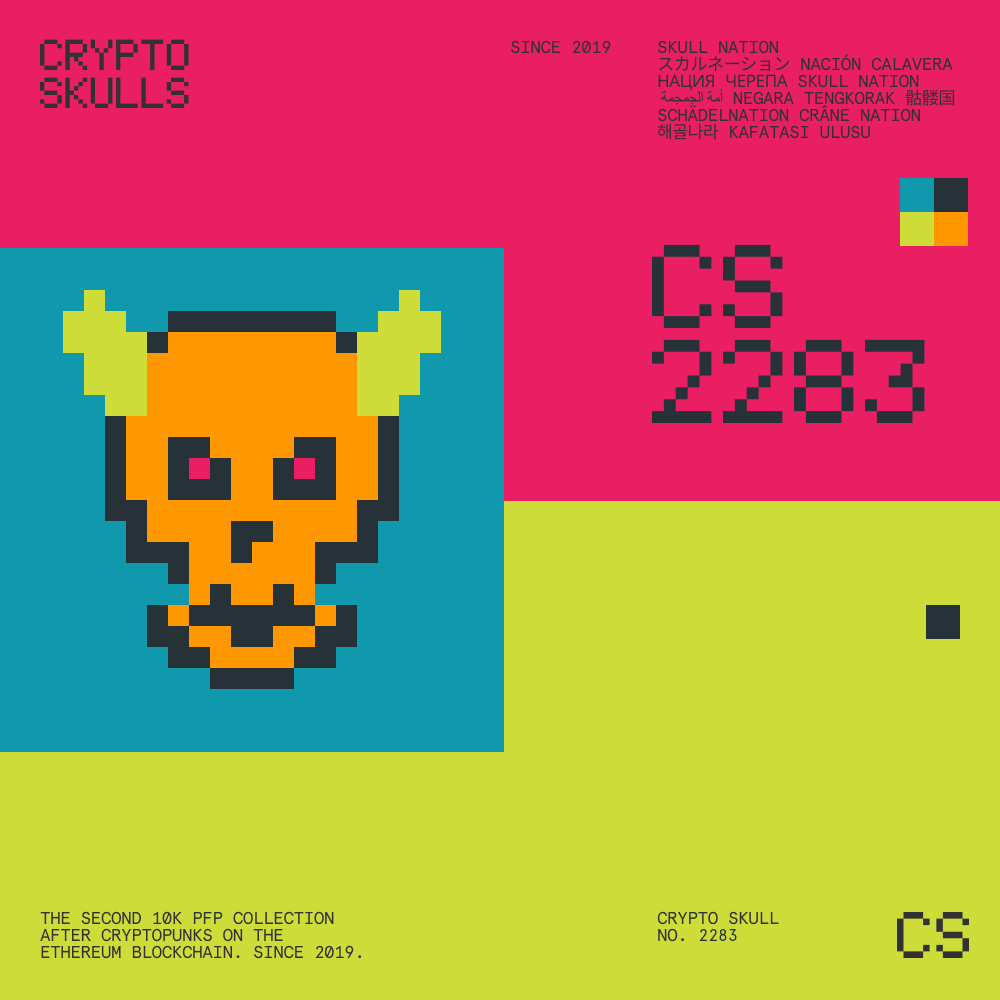 CRYPTO
SKULLS
SINCE 2019
SKULL NATION
スカルネーション NACIÓN CALAVERA
НАЦИЯ ЧЕРЕПА SKULL NATION
أمة الجمجمة NEGARA TENGKORAK 骷髅国
SCHÄDELNATION CRÂNE NATION
해골나라 KAFATASI ULUSU
CS
2283
THE SECOND 10K PFP COLLECTION
AFTER CRYPTOPUNKS ON THE
ETHEREUM BLOCKCHAIN. SINCE 2019.
CRYPTO SKULL
NO. 2283
CS